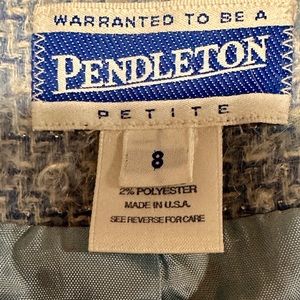 WARRANTED TO BE A
PENDLETON
PETITE
8
2% POLYESTER
MADE IN U.S.A.
SEE REVERSE FOR CARE